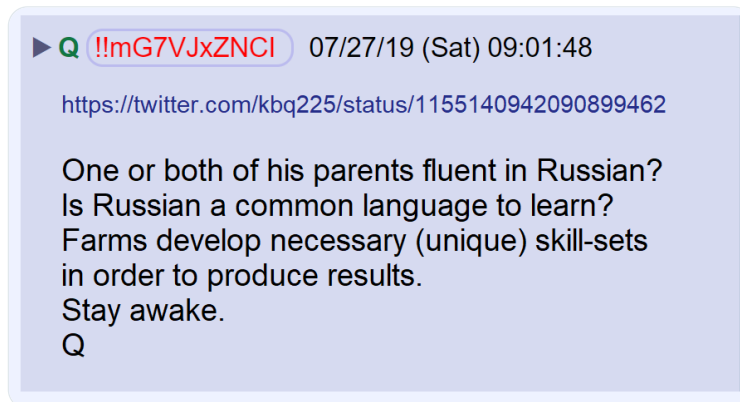 ▶ Q !!mG7VJxZNCI 07/27/19 (Sat) 09:01:48
https://twitter.com/kbq225/status/1155140942090899462
One or both of his parents fluent in Russian?
Is Russian a common language to learn?
Farms develop necessary (unique) skill-sets
in order to produce results.
Stay awake.
Q